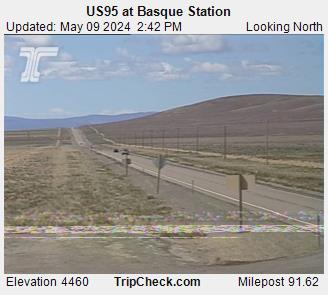 US95 at Basque Station
Updated: May 09 2024 2:42 PM Looking North
Elevation 4460 TripCheck.com Milepost 91.62